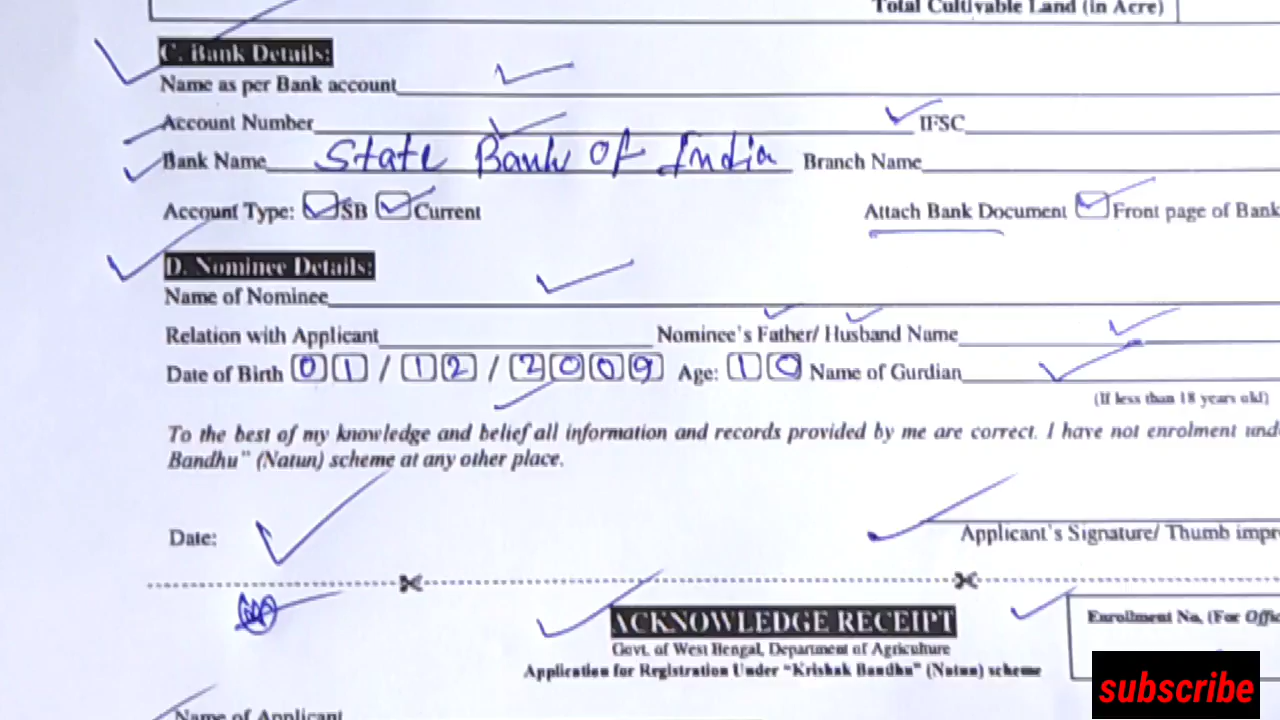 Total Cultivable Land (in Acre)
C. Bank Details:
Name as per Bank account
Account Number IFSC
Bank Name State Bank of India Branch Name
Account Type: SB Current Attach Bank Document Front page of Bank
D. Nominee Details:
Name of Nominee
Relation with Applicant Nominee's Father/ Husband Name
Date of Birth 01/12/2009 Age: 10 Name of Gurdian
(If less than 18 years old)
To the best of my knowledge and belief all information and records provided by me are correct. I have not enrolment und
Bandhu" (Natun) scheme at any other place.
Date: Applicant's Signature/ Thumb impre
ACKNOWLEDGE RECEIPT
Enrollment No. (For Offic
Govt. of West Bengal, Department of Agriculture
Application for Registration Under "Krishak Bandhu" (Natun) scheme
subscribe
Name of Applicant